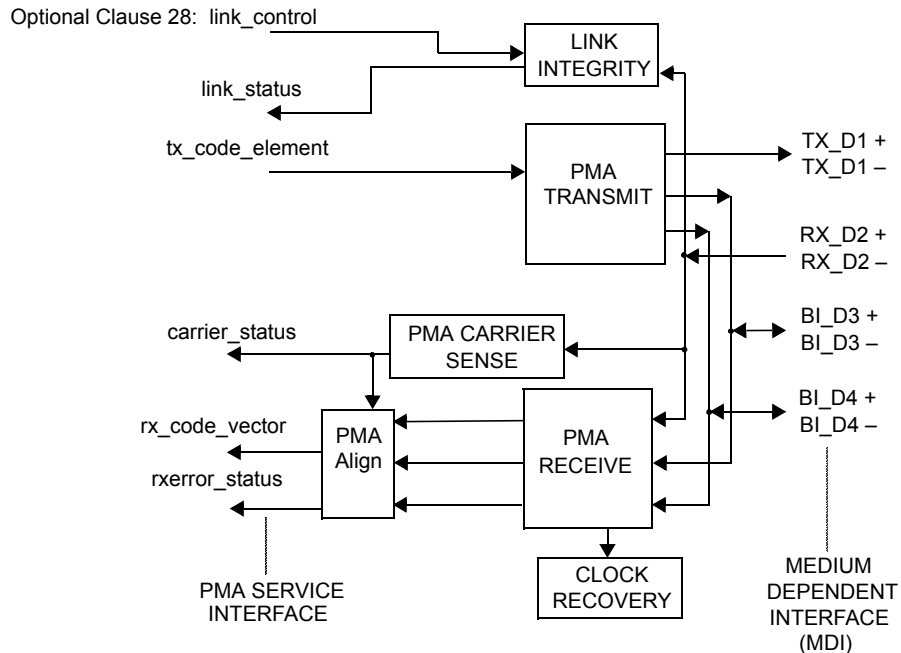 Optional Clause 28: link_control
LINK
INTEGRITY
link_status
tx_code_element
PMA
TRANSMIT
TX_D1 +
TX_D1 –
RX_D2 +
RX_D2 –
carrier_status
PMA CARRIER
SENSE
BI_D3 +
BI_D3 –
rx_code_vector
PMA
Align
PMA
RECEIVE
BI_D4 +
BI_D4 –
rxerror_status
PMA SERVICE
INTERFACE
CLOCK
RECOVERY
MEDIUM
DEPENDENT
INTERFACE
(MDI)